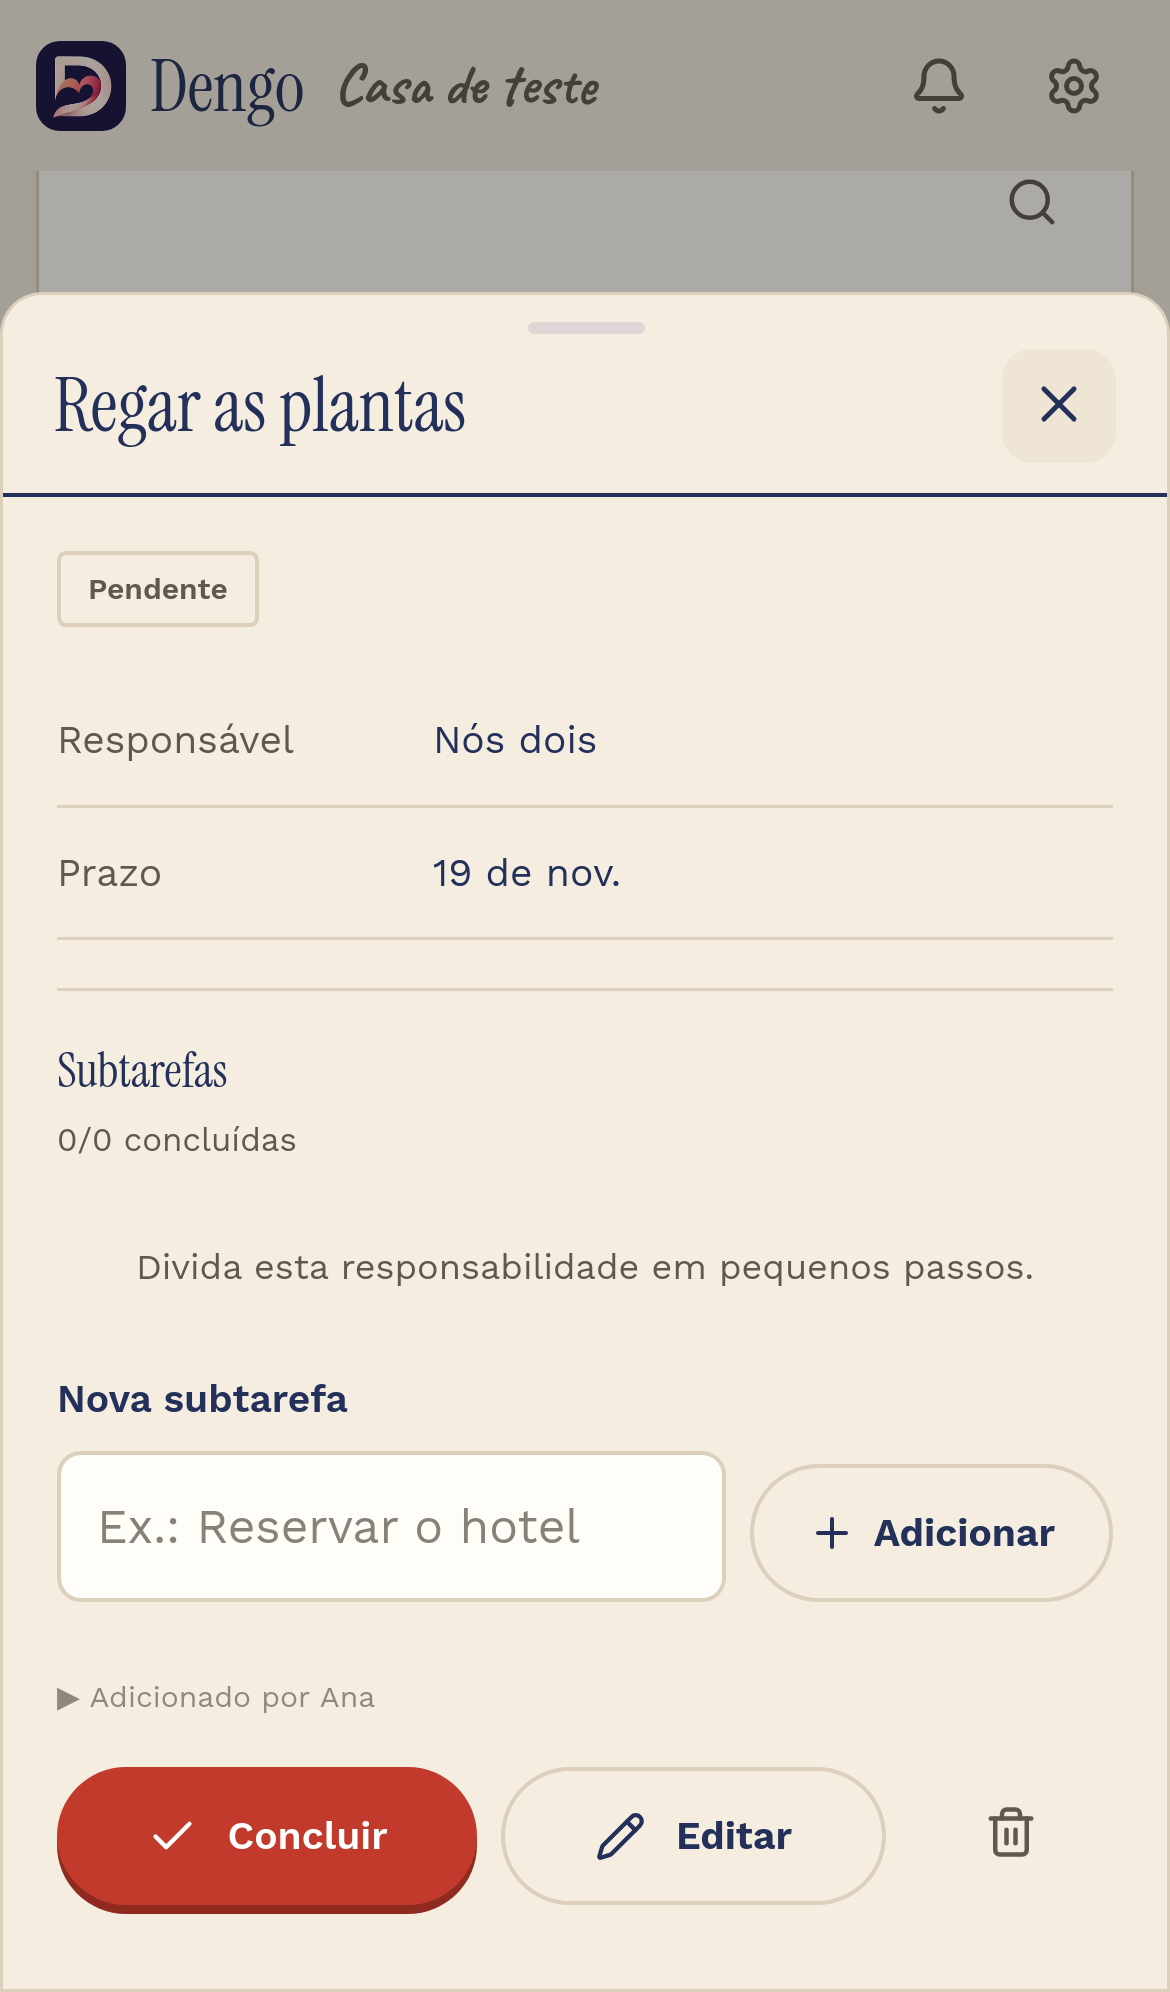 Dengo Casa de teste
Regar as plantas
Pendente
Responsável Nós dois
Prazo 19 de nov.
Subtarefas
0/0 concluídas
Divida esta responsabilidade em pequenos passos.
Nova subtarefa
Ex.: Reservar o hotel
Adicionar
Adicionado por Ana
Concluir Editar